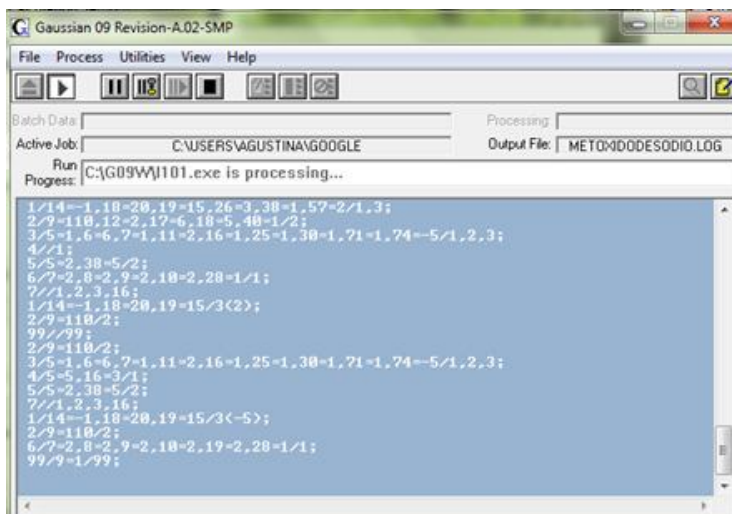 Gaussian 09 Revision-A.02-SMP
File Process Utilities View Help
Batch Data:
Processing:
Active Job: C:\USERS\AGUSTINA\GOOGLE
Output File: METOXIDODESODIO.LOG
Run Progress: C:\G09W\l101.exe is processing...
1/14=-1,18=20,19=15,26=3,38=1,57=2/1,3;
2/9=110,12=2,17=6,18=5,40=1/2;
3/5=1,6=6,7=1,11=2,16=1,25=1,30=1,71=1,74=-5/1,2,3;
4//1;
5/5=2,38=5/2;
6/7=2,8=2,9=2,10=2,28=1/1;
7//1,2,3,16;
1/14=-1,18=20,19=15/3(2);
2/9=110/2;
99//99;
2/9=110/2;
3/5=1,6=6,7=1,11=2,16=1,25=1,30=1,71=1,74=-5/1,2,3;
4/5=5,16=3/1;
5/5=2,38=5/2;
7//1,2,3,16;
1/14=-1,18=20,19=15/3(-5);
2/9=110/2;
6/7=2,8=2,9=2,10=2,19=2,28=1/1;
99/9=1/99;